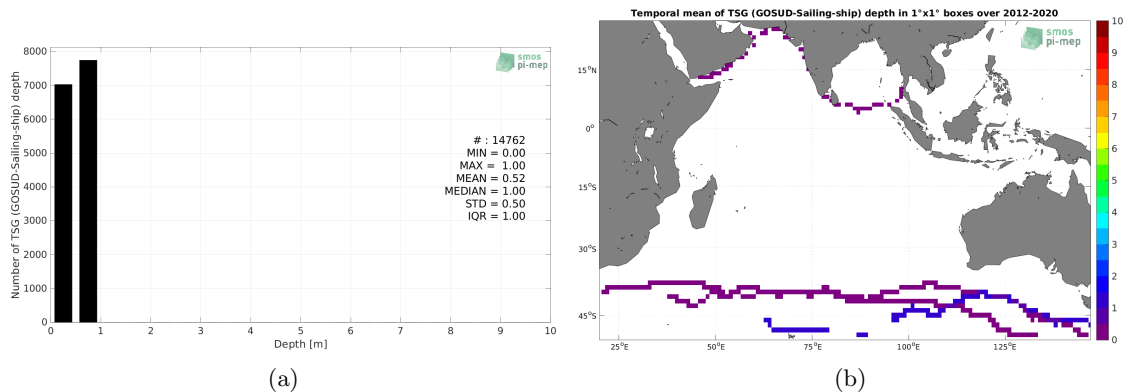 8000
7000
6000
5000
4000
3000
2000
1000
0
Number of TSG (GOSUD-Sailing-ship) depth
smos
pi-mep
# : 14762
MIN = 0.00
MAX = 1.00
MEAN = 0.52
MEDIAN = 1.00
STD = 0.50
IQR = 1.00
0 1 2 3 4 5 6 7 8 9 10
Depth [m]
(a)
Temporal mean of TSG (GOSUD-Sailing-ship) depth in 1°x1° boxes over 2012-2020
smos
pi-mep
15°N
0°
15°S
30°S
45°S
25°E 50°E 75°E 100°E 125°E
10
9
8
7
6
5
4
3
2
1
0
(b)